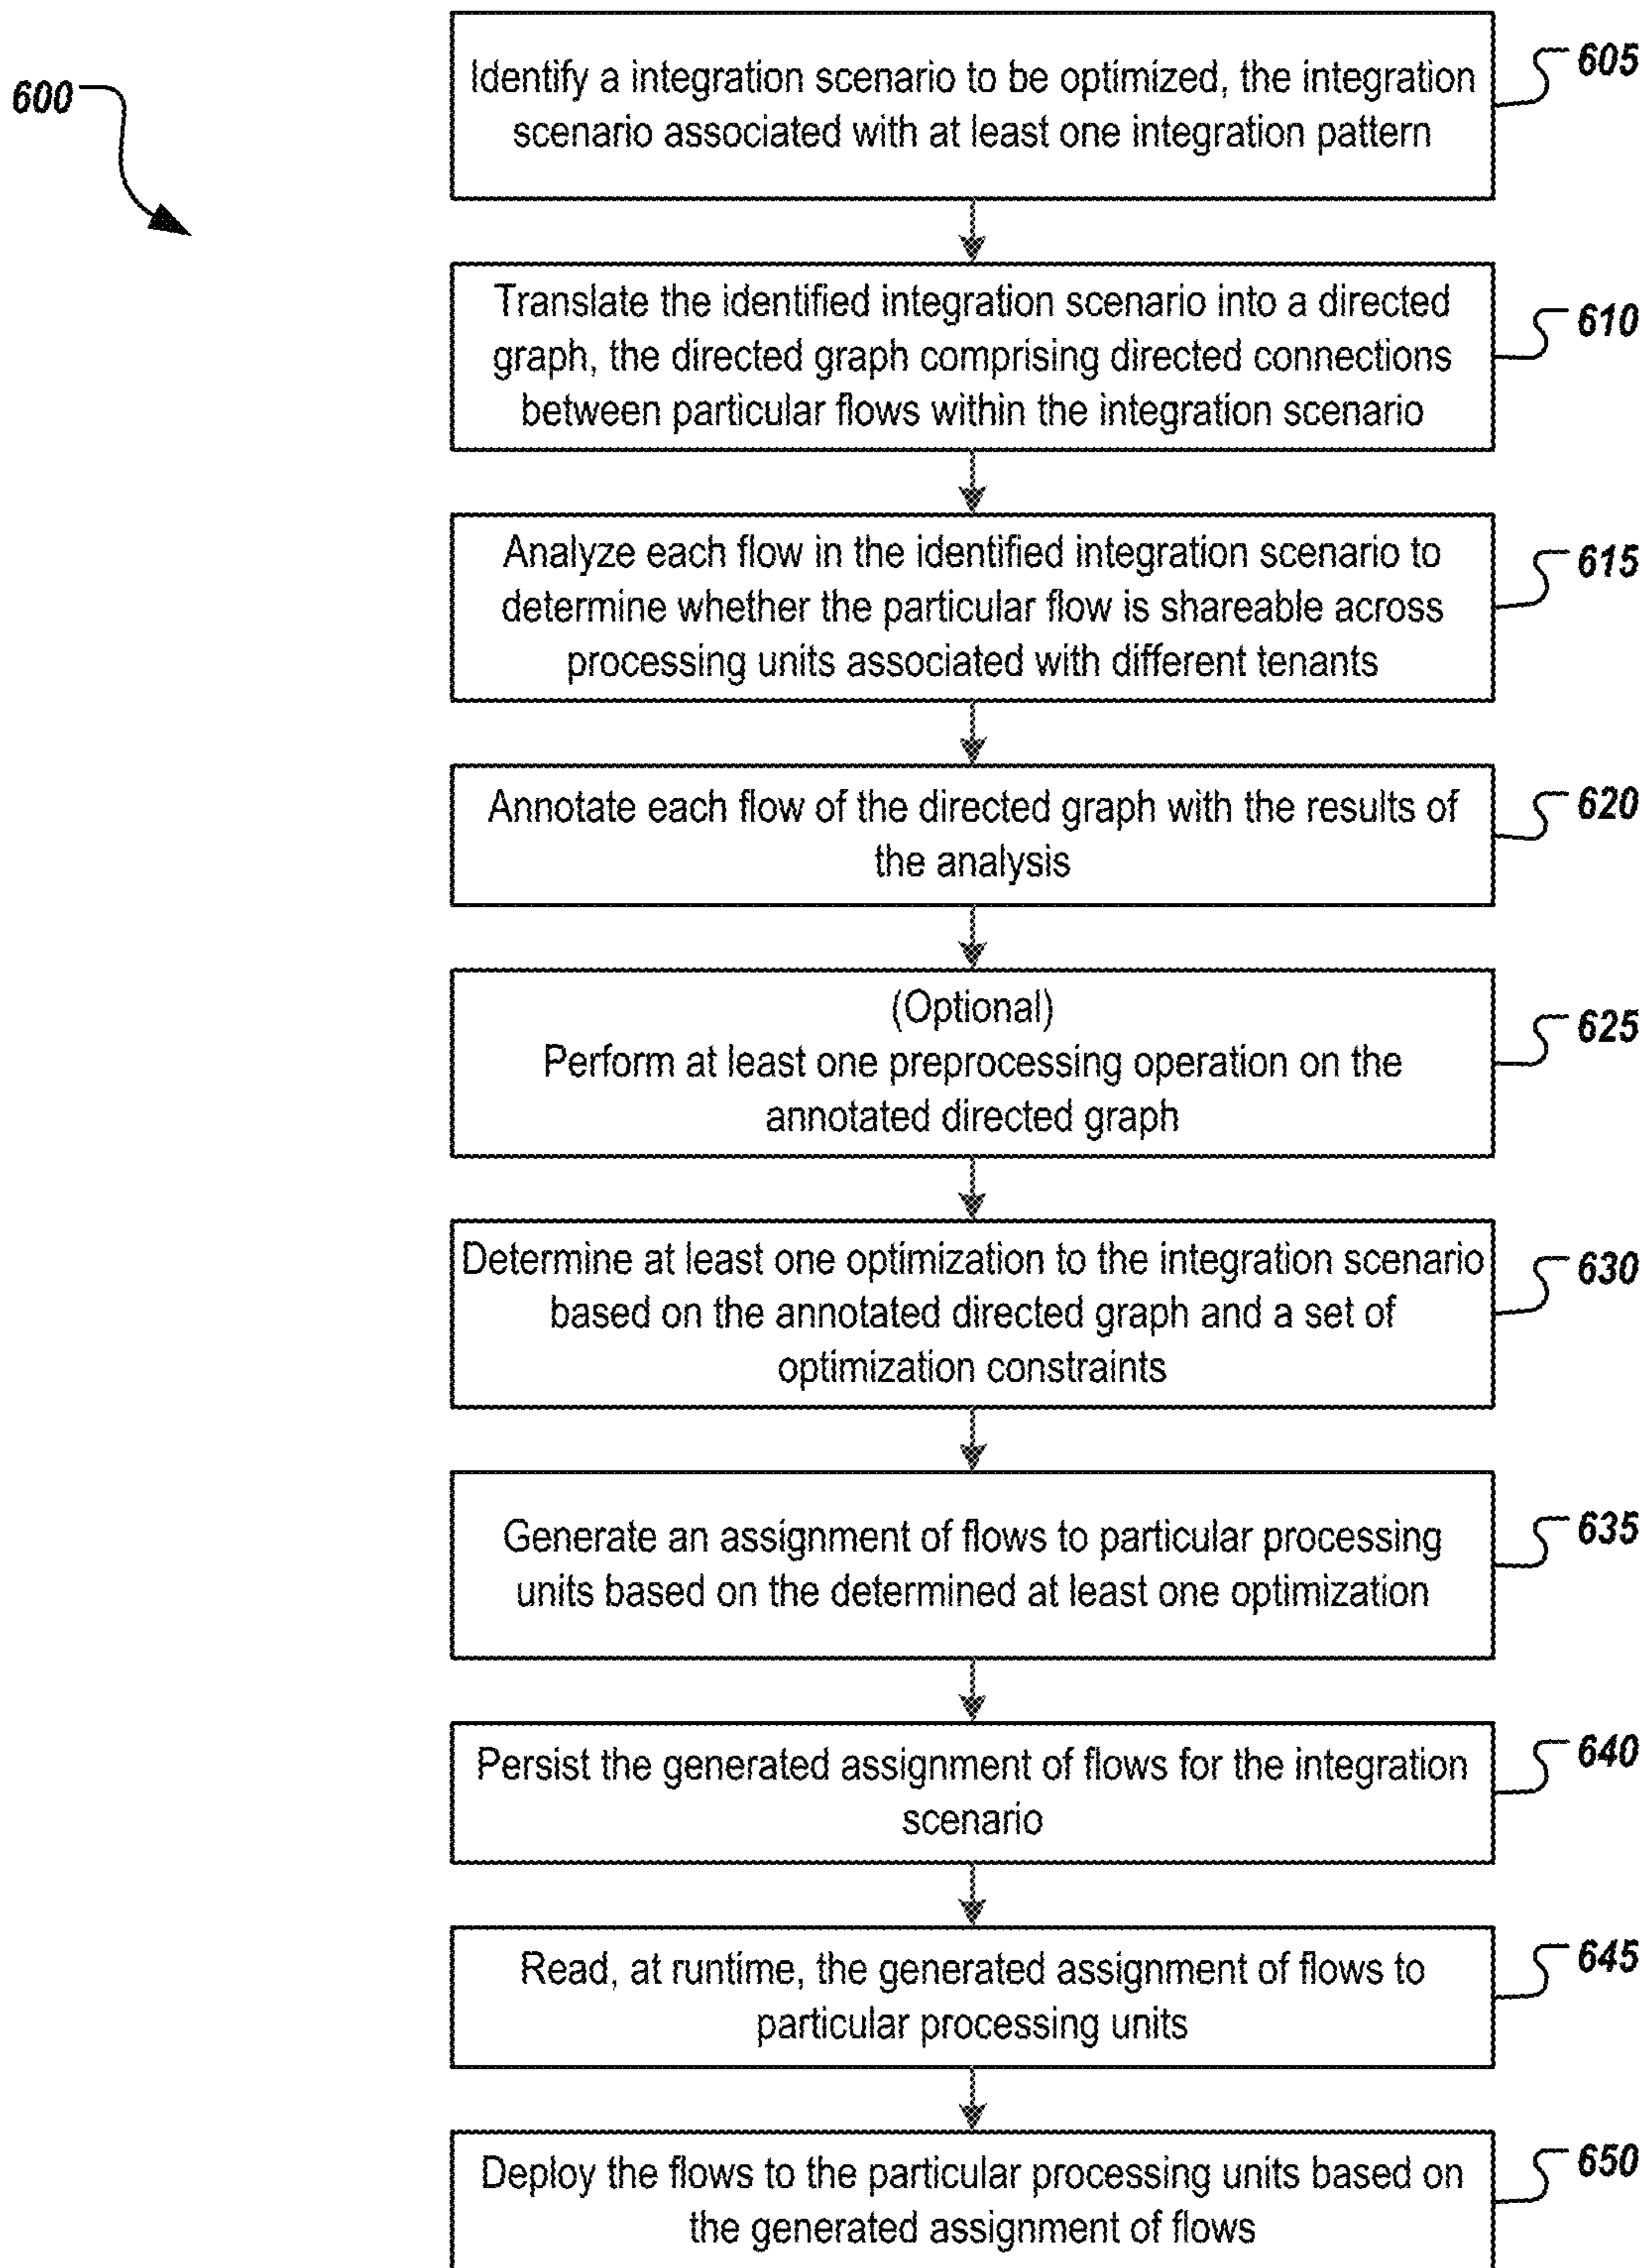 600
Identify a integration scenario to be optimized, the integration
scenario associated with at least one integration pattern
605
Translate the identified integration scenario into a directed
graph, the directed graph comprising directed connections
between particular flows within the integration scenario
610
Analyze each flow in the identified integration scenario to
determine whether the particular flow is shareable across
processing units associated with different tenants
615
Annotate each flow of the directed graph with the results of
the analysis
620
(Optional)
Perform at least one preprocessing operation on the
annotated directed graph
625
Determine at least one optimization to the integration scenario
based on the annotated directed graph and a set of
optimization constraints
630
Generate an assignment of flows to particular processing
units based on the determined at least one optimization
635
Persist the generated assignment of flows for the integration
scenario
640
Read, at runtime, the generated assignment of flows to
particular processing units
645
Deploy the flows to the particular processing units based on
the generated assignment of flows
650